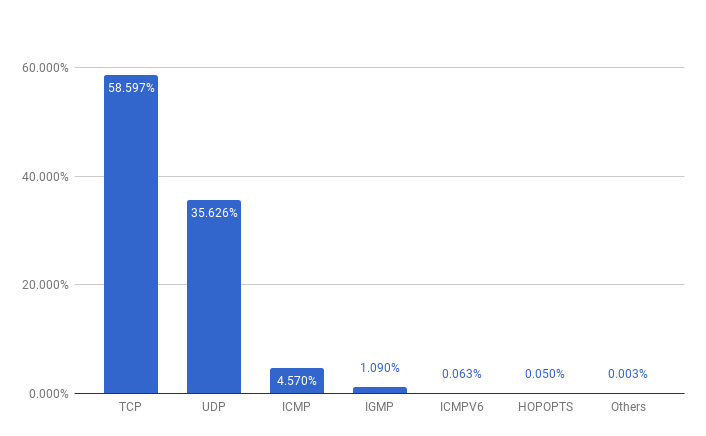 60.000%
58.597%
40.000%
35.626%
20.000%
4.570%
1.090%
0.063%
0.050%
0.003%
0.000%
TCP
UDP
ICMP
IGMP
ICMPV6
HOPOPTS
Others